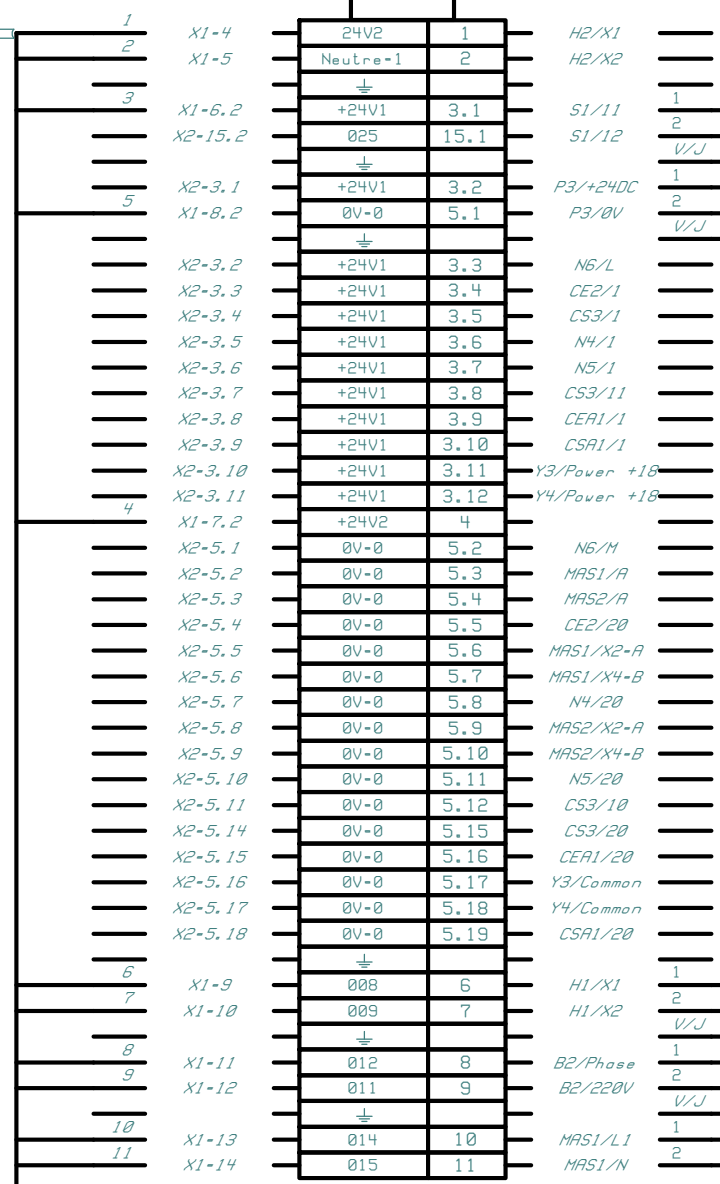 1 X1-4 24V2 1 H2/X1
2 X1-5 Neutre-1 2 H2/X2
3 X1-6.2 +24V1 3.1 S1/11 1
X2-15.2 025 15.1 S1/12 2
V/J
X2-3.1 +24V1 3.2 P3/+24DC 1
5 X1-8.2 0V-0 5.1 P3/0V 2
V/J
X2-3.2 +24V1 3.3 N6/L
X2-3.3 +24V1 3.4 CE2/1
X2-3.4 +24V1 3.5 CS3/1
X2-3.5 +24V1 3.6 N4/1
X2-3.6 +24V1 3.7 N5/1
X2-3.7 +24V1 3.8 CS3/11
X2-3.8 +24V1 3.9 CEA1/1
X2-3.9 +24V1 3.10 CSA1/1
X2-3.10 +24V1 3.11 Y3/Power +18
X2-3.11 +24V1 3.12 Y4/Power +18
4 X1-7.2 +24V2 4
X2-5.1 0V-0 5.2 N6/M
X2-5.2 0V-0 5.3 MAS1/A
X2-5.3 0V-0 5.4 MAS2/A
X2-5.4 0V-0 5.5 CE2/20
X2-5.5 0V-0 5.6 MAS1/X2-A
X2-5.6 0V-0 5.7 MAS1/X4-B
X2-5.7 0V-0 5.8 N4/20
X2-5.8 0V-0 5.9 MAS2/X2-A
X2-5.9 0V-0 5.10 MAS2/X4-B
X2-5.10 0V-0 5.11 N5/20
X2-5.11 0V-0 5.12 CS3/10
X2-5.14 0V-0 5.15 CS3/20
X2-5.15 0V-0 5.16 CEA1/20
X2-5.16 0V-0 5.17 Y3/Common
X2-5.17 0V-0 5.18 Y4/Common
X2-5.18 0V-0 5.19 CSA1/20
6 X1-9 008 6 H1/X1 1
7 X1-10 009 7 H1/X2 2
V/J
8 X1-11 012 8 B2/Phase 1
9 X1-12 011 9 B2/220V 2
V/J
10 X1-13 014 10 MAS1/L1 1
11 X1-14 015 11 MAS1/N 2